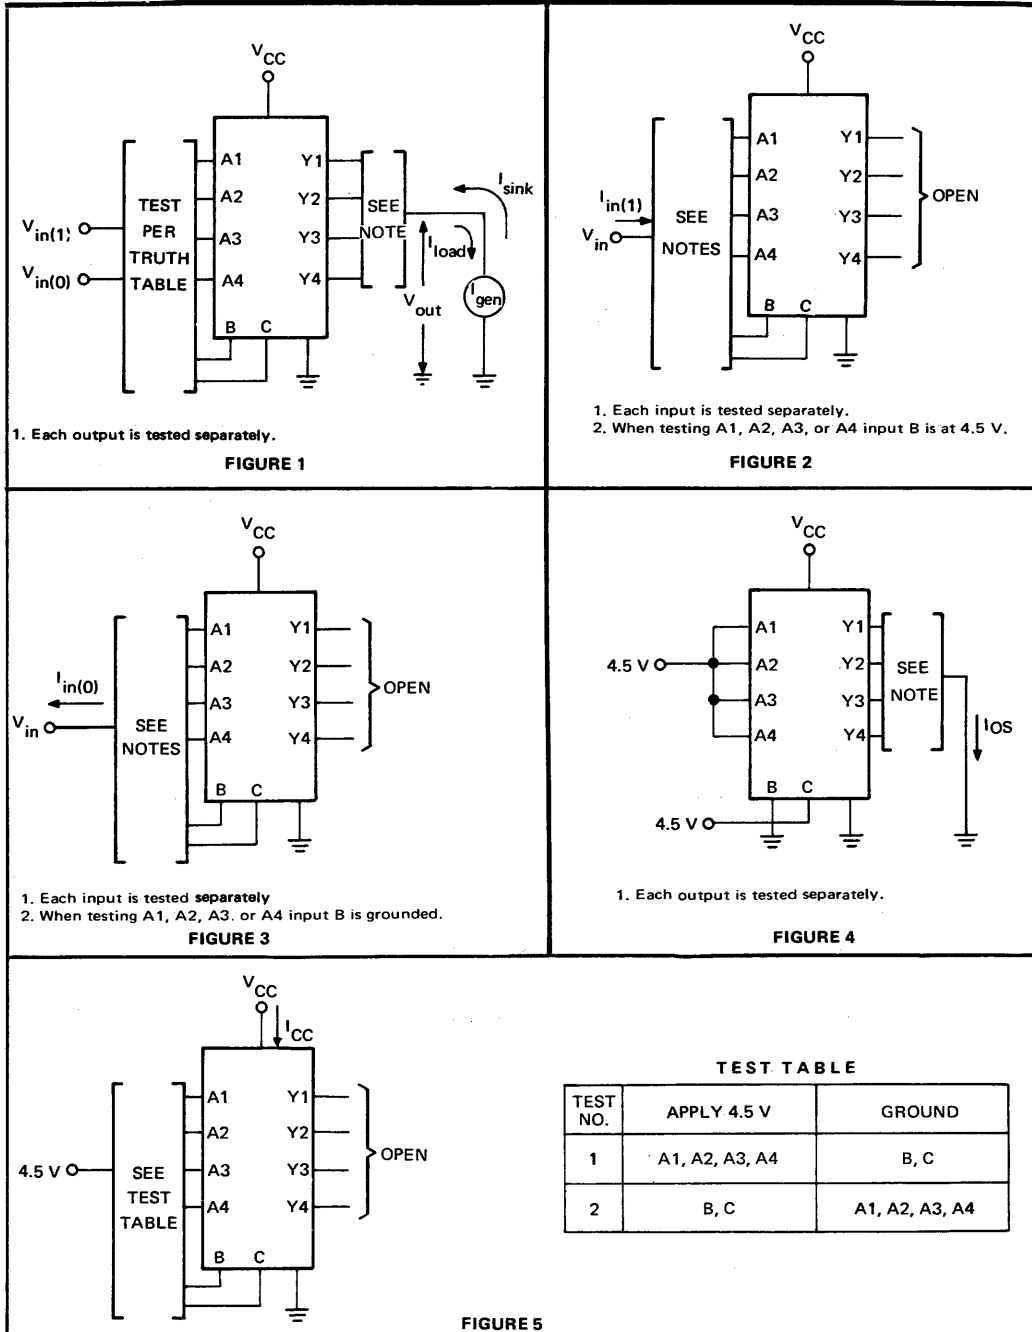 VCC
A1 Y1
A2 Y2
A3 Y3
A4 Y4
B C
TEST
PER
TRUTH
TABLE
Vin(1)
Vin(0)
SEE
NOTE
Isink
Iload
Igen
Vout
1. Each output is tested separately.
FIGURE 1
VCC
A1 Y1
A2 Y2
A3 Y3
A4 Y4
B C
Iin(1)
Vin
SEE
NOTES
OPEN
1. Each input is tested separately.
2. When testing A1, A2, A3, or A4 input B is at 4.5 V.
FIGURE 2
VCC
A1 Y1
A2 Y2
A3 Y3
A4 Y4
B C
Iin(0)
Vin
SEE
NOTES
OPEN
1. Each input is tested separately
2. When testing A1, A2, A3. or A4 input B is grounded.
FIGURE 3
VCC
A1 Y1
4.5 V A2 Y2
A3 Y3
A4 Y4
B C
4.5 V
SEE
NOTE
IOS
1. Each output is tested separately.
FIGURE 4
VCC
ICC
A1 Y1
A2 Y2
A3 Y3
A4 Y4
B C
4.5 V
SEE
TEST
TABLE
OPEN
FIGURE 5
TEST TABLE
TEST NO. APPLY 4.5 V GROUND
1 A1, A2, A3, A4 B, C
2 B, C A1, A2, A3, A4